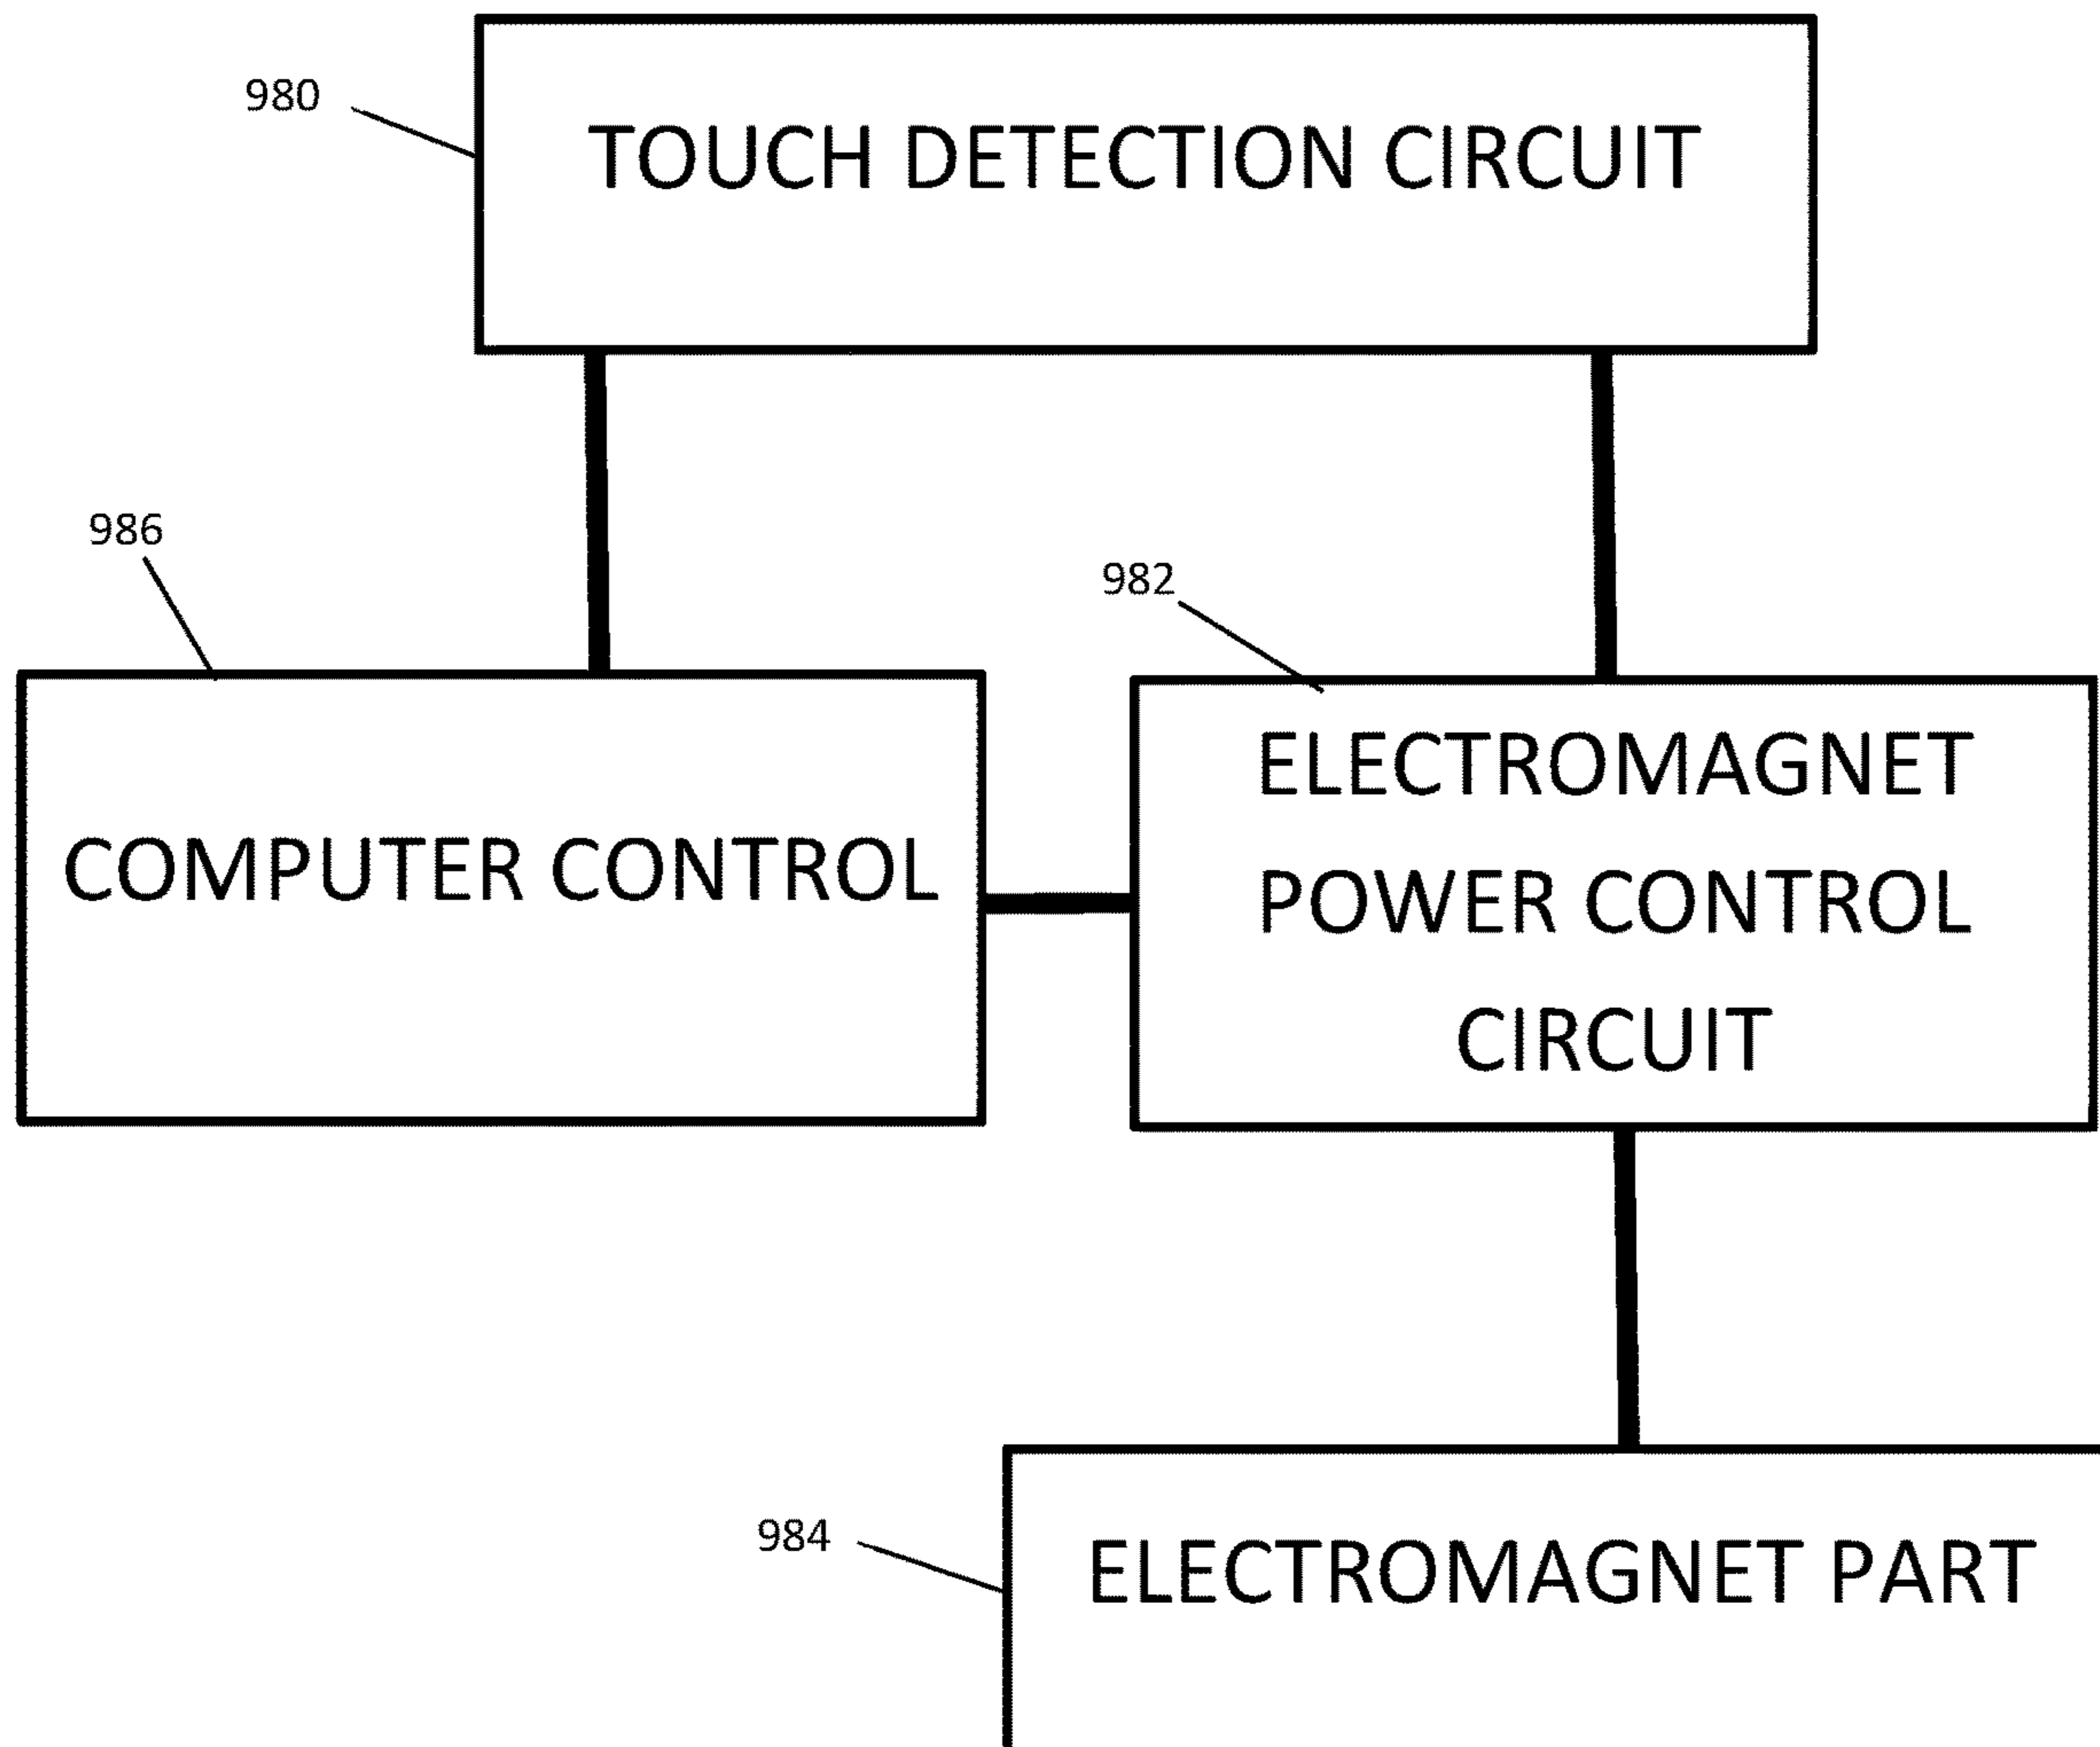 980
TOUCH DETECTION CIRCUIT
986
982
COMPUTER CONTROL
ELECTROMAGNET
POWER CONTROL
CIRCUIT
984
ELECTROMAGNET PART